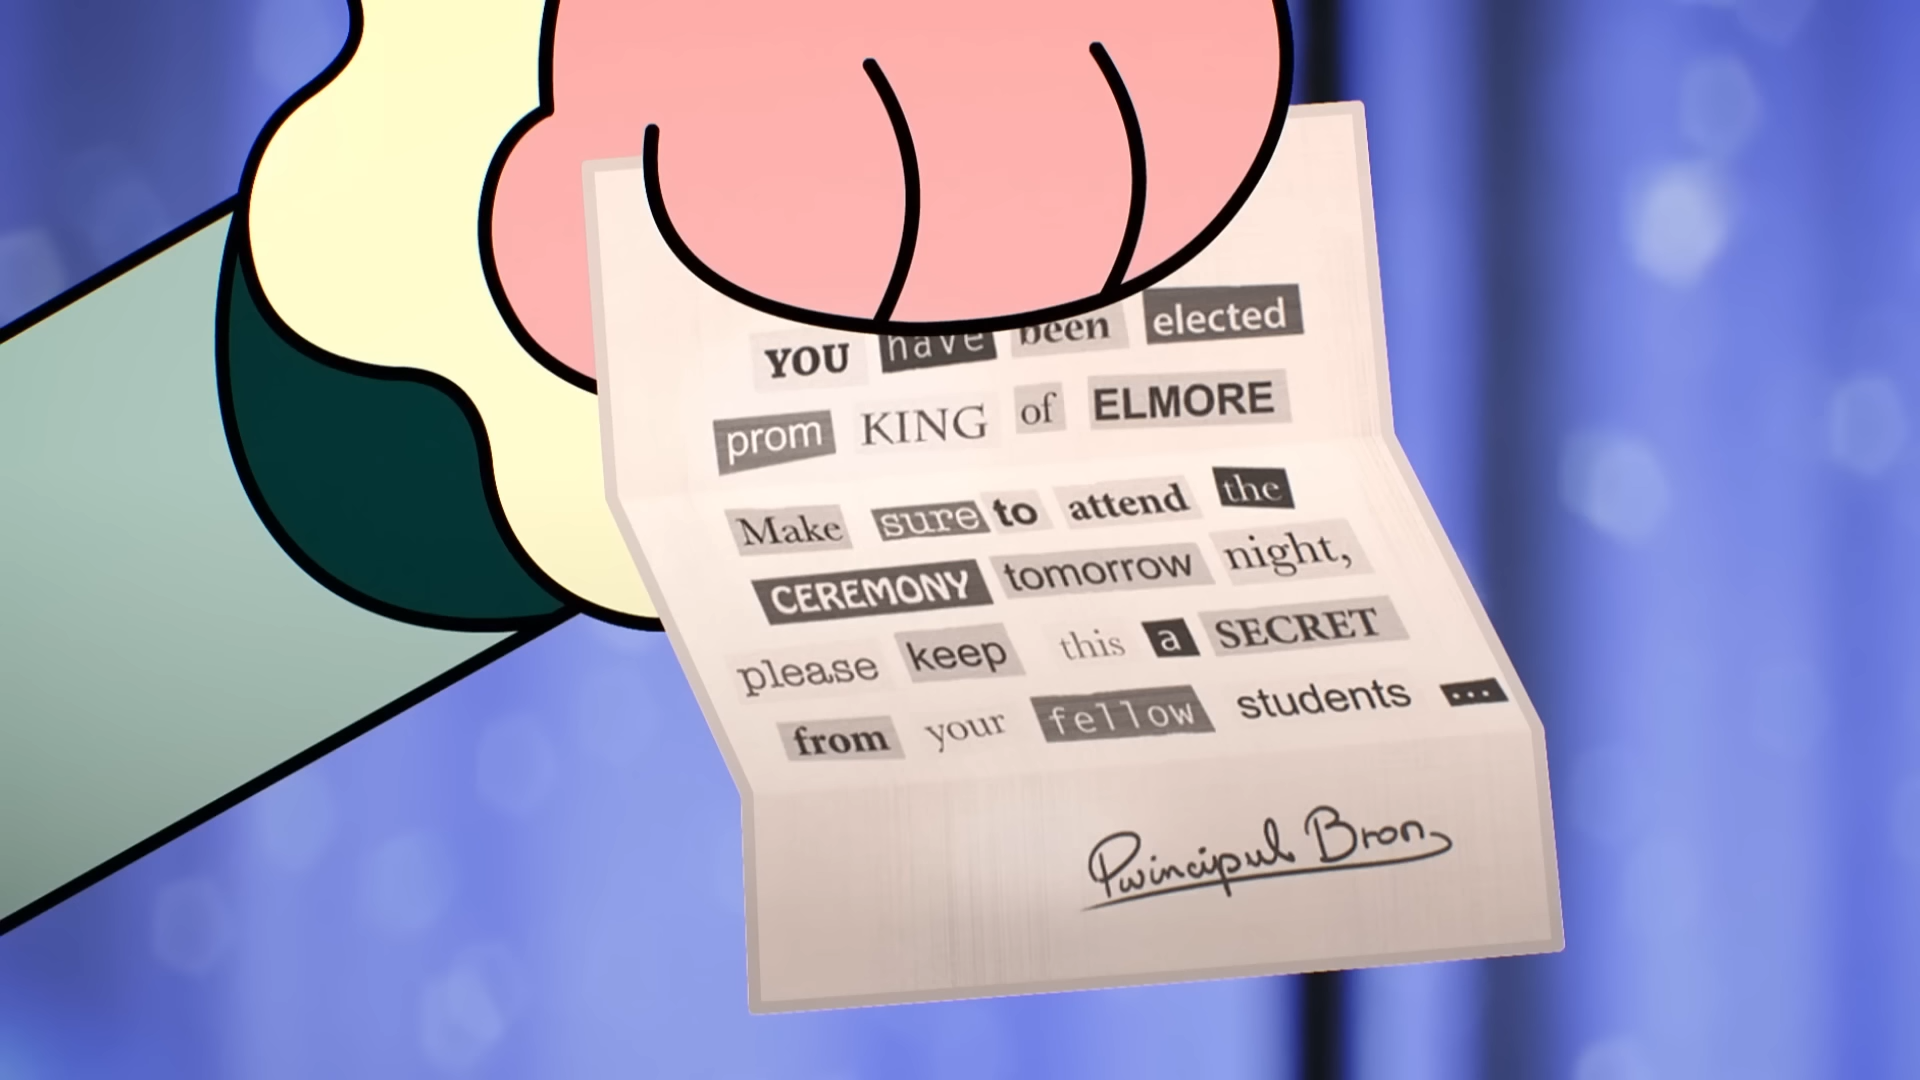 YOU have been elected
prom KING of ELMORE
Make sure to attend the
CEREMONY tomorrow night,
please keep this a SECRET
from your fellow students ...
Pwincipul Bron